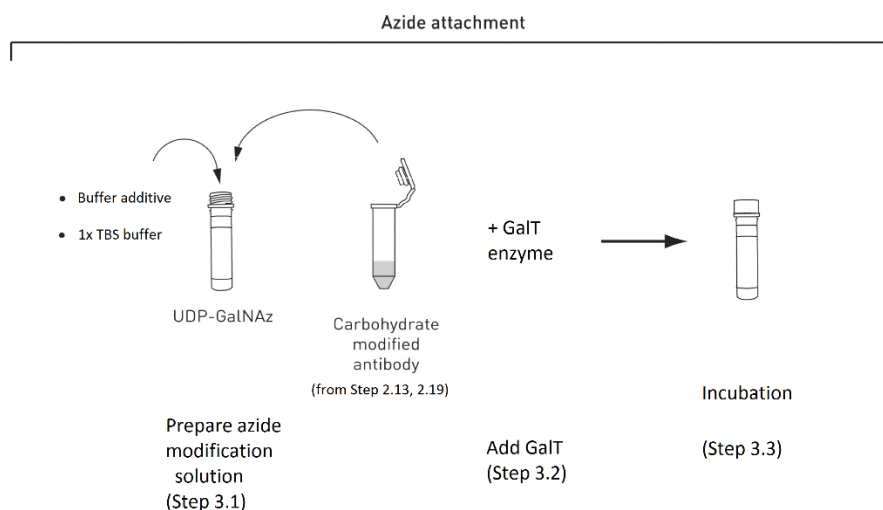 Azide attachment
• Buffer additive
• 1x TBS buffer
UDP-GalNAz
Carbohydrate
modified
antibody
(from Step 2.13, 2.19)
+ GalT
enzyme
Prepare azide
modification
solution
(Step 3.1)
Add GalT
(Step 3.2)
Incubation
(Step 3.3)